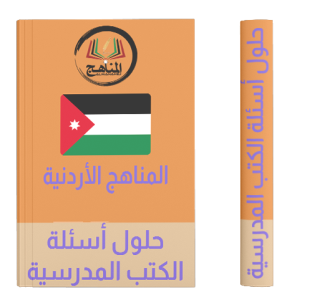 المناهج
المناهج الأردنية
حلول أسئلة
الكتب المدرسية
حلول أسئلة الكتب المدرسية